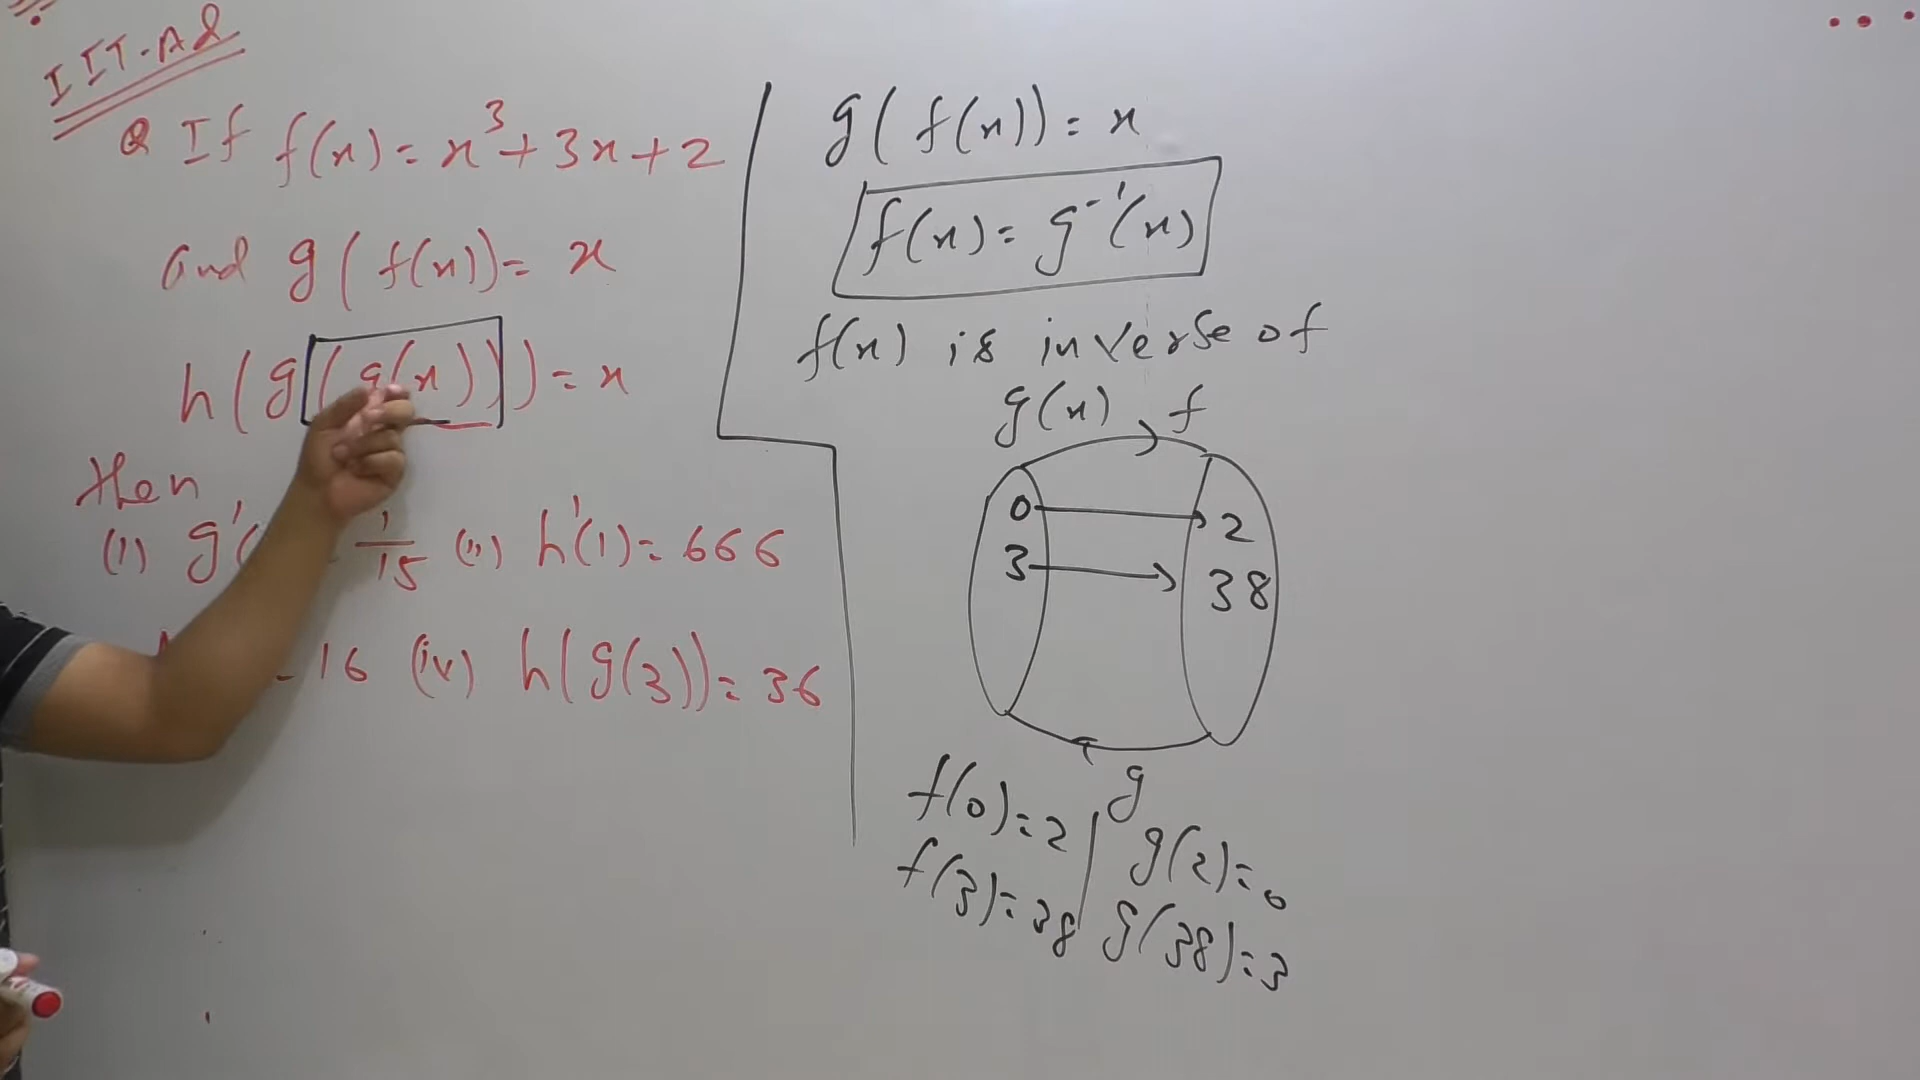 IIT-Ad
Q If f(x) = x³ + 3x + 2
and g(f(x)) = x
h(g(g(x))) = x
then,
(i) g'( 1/15 (ii) h'(1) = 666
= 16 (iv) h(g(3)) = 36
g(f(x)) = x
f(x) = g⁻¹(x)
f(x) is inverse of
g(x)
f
0 2
3 38
g
f(0) = 2
f(3) = 38
g(2) = 0
g(38) = 3